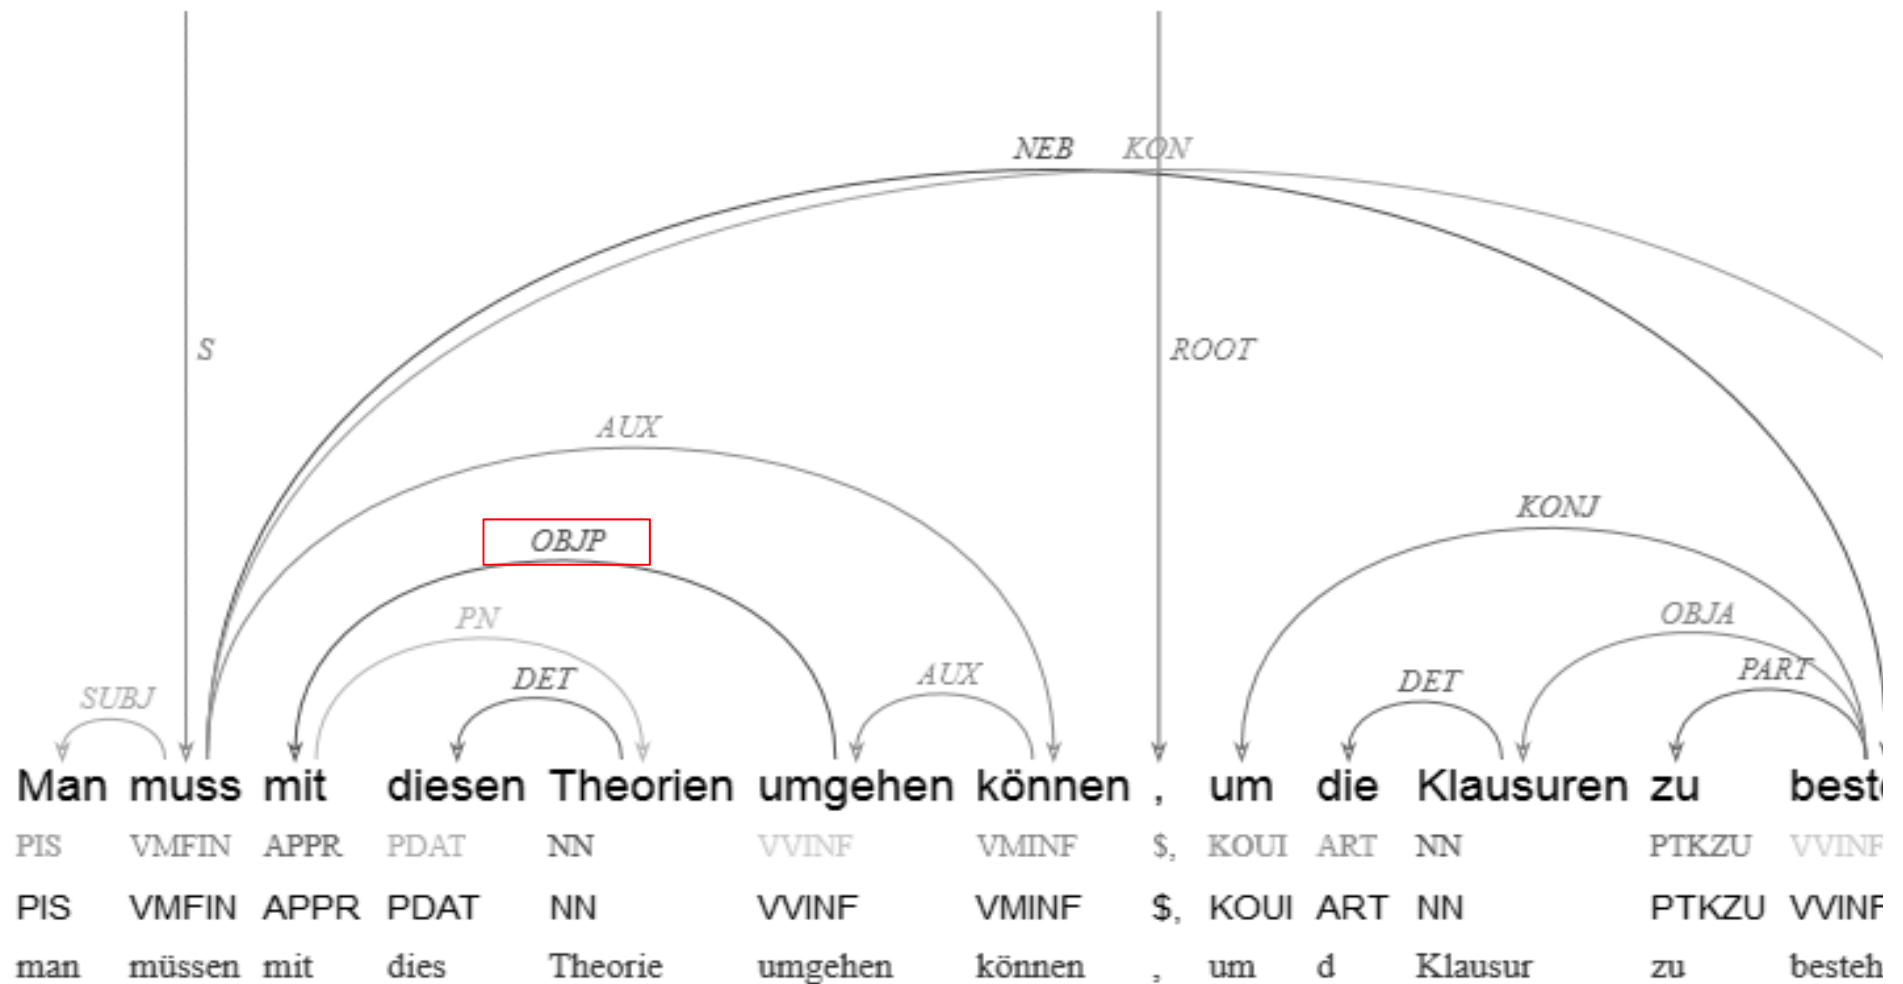 NEB KON
S ROOT
AUX
KONJ
OBJP
OBJA
PN
PART
DET AUX DET
SUBJ
Man muss mit diesen Theorien umgehen können , um die Klausuren zu
PIS VMFIN APPR PDAT NN VVINF VMINF $, KOUI ART NN PTKZU VVINF
PIS VMFIN APPR PDAT NN VVINF VMINF $, KOUI ART NN PTKZU VVINF
man müssen mit dies Theorie umgehen können , um d Klausur zu